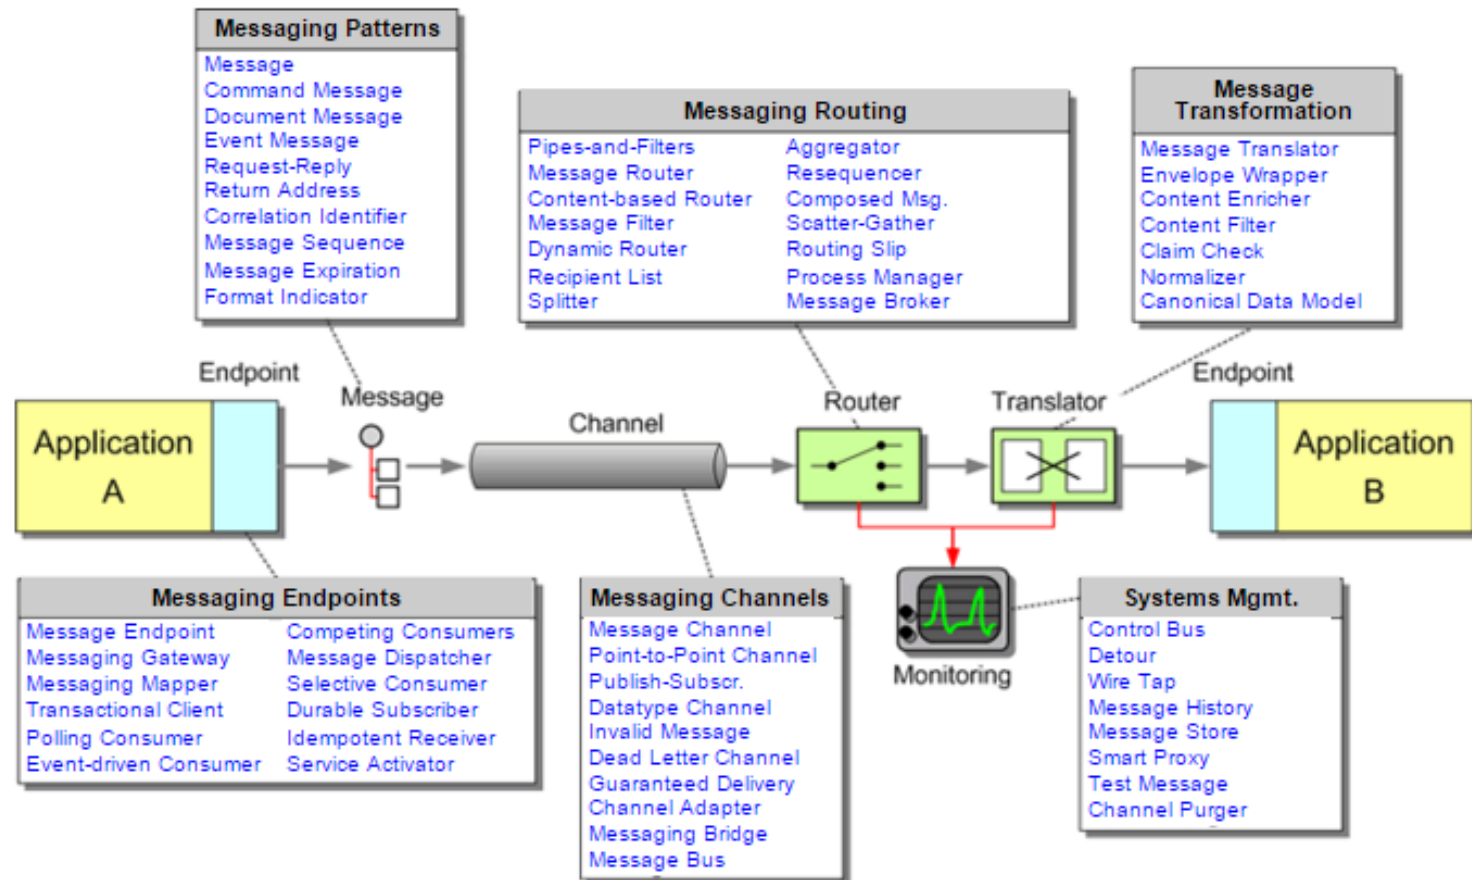 Messaging Patterns
Message
Command Message
Document Message
Event Message
Request-Reply
Return Address
Correlation Identifier
Message Sequence
Message Expiration
Format Indicator
Messaging Routing
Pipes-and-Filters
Message Router
Content-based Router
Message Filter
Dynamic Router
Recipient List
Splitter
Aggregator
Resequencer
Composed Msg.
Scatter-Gather
Routing Slip
Process Manager
Message Broker
Message
Transformation
Message Translator
Envelope Wrapper
Content Enricher
Content Filter
Claim Check
Normalizer
Canonical Data Model
Endpoint
Application
A
Message
Channel
Router
Translator
Endpoint
Application
B
Messaging Endpoints
Message Endpoint
Messaging Gateway
Messaging Mapper
Transactional Client
Polling Consumer
Event-driven Consumer
Competing Consumers
Message Dispatcher
Selective Consumer
Durable Subscriber
Idempotent Receiver
Service Activator
Messaging Channels
Message Channel
Point-to-Point Channel
Publish-Subscr.
Datatype Channel
Invalid Message
Dead Letter Channel
Guaranteed Delivery
Channel Adapter
Messaging Bridge
Message Bus
Monitoring
Systems Mgmt.
Control Bus
Detour
Wire Tap
Message History
Message Store
Smart Proxy
Test Message
Channel Purger